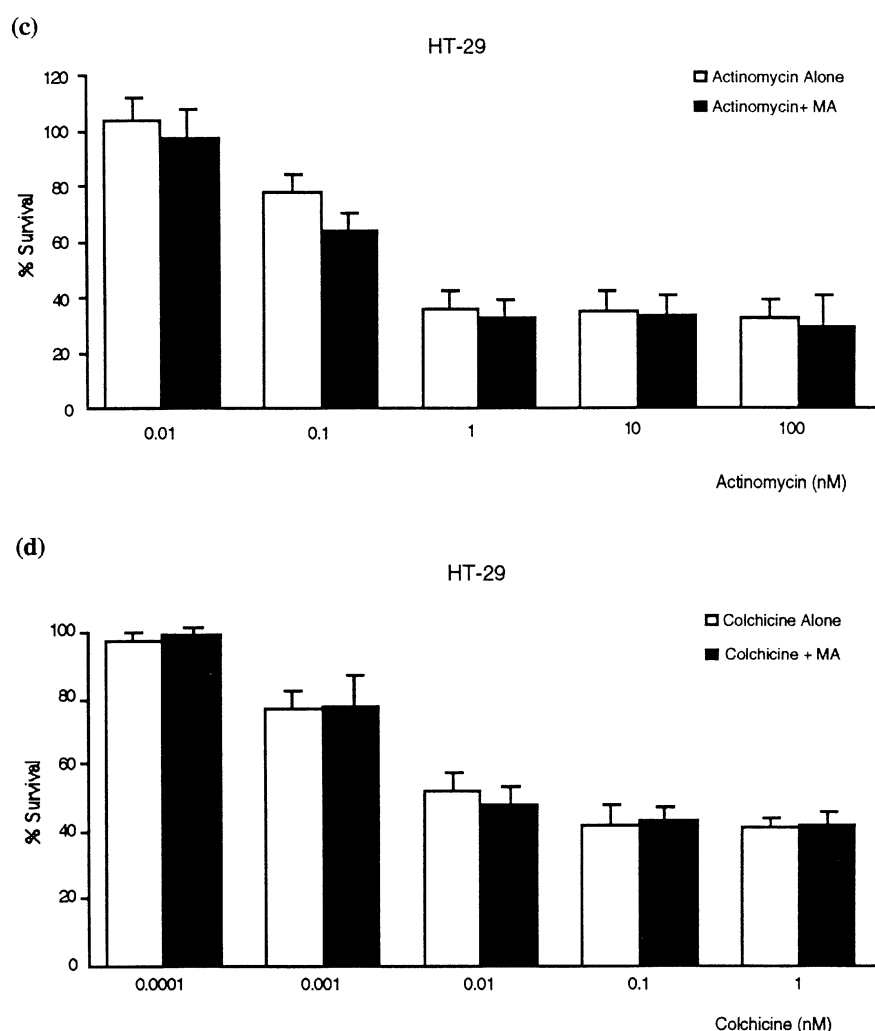 (c)
HT-29
Actinomycin Alone
Actinomycin+ MA
% Survival
120
100
80
60
40
20
0
0.01 0.1 1 10 100
Actinomycin (nM)
(d)
HT-29
Colchicine Alone
Colchicine + MA
% Survival
100
80
60
40
20
0
0.0001 0.001 0.01 0.1 1
Colchicine (nM)